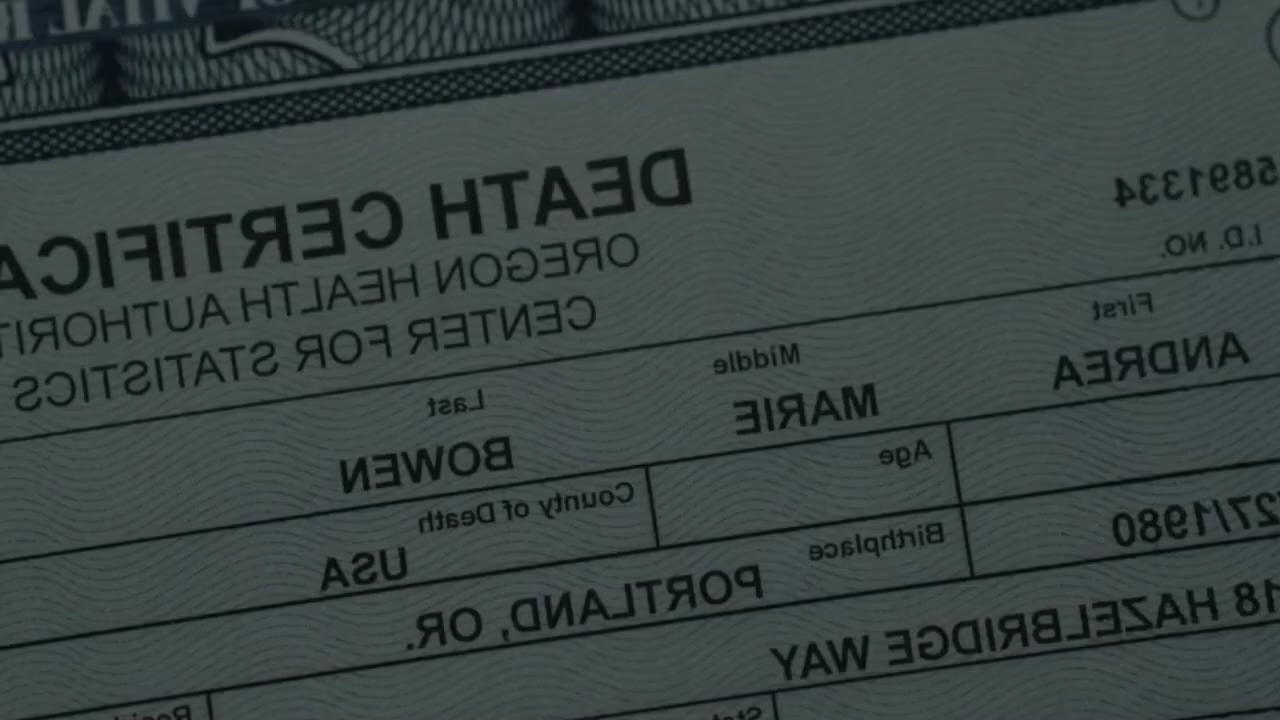 VITAL
5891334
I.D. NO.
DEATH CERTIFICA
OREGON HEALTH AUTHORIT
CENTER FOR STATISTICS
First Middle Last
ANDREA MARIE BOWEN
Age County of Death
USA
27/1980 Birthplace
PORTLAND, OR.
18 HAZELBRIDGE WAY